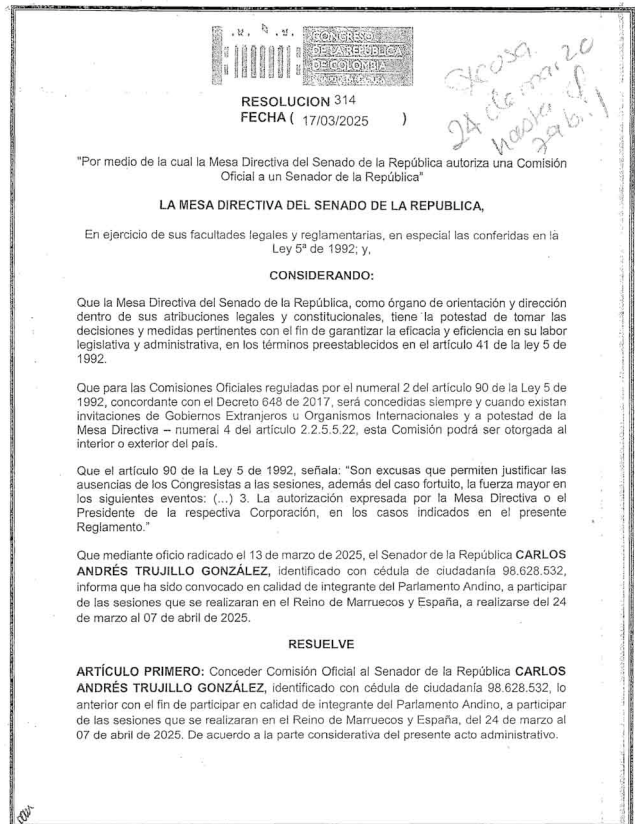 CONGRESO
DE LA REPÚBLICA
DE COLOMBIA
RESOLUCION 314
FECHA ( 17/03/2025 )
Excusa
24 de marzo
hasta el
7 abril
"Por medio de la cual la Mesa Directiva del Senado de la República autoriza una Comisión
Oficial a un Senador de la República"
LA MESA DIRECTIVA DEL SENADO DE LA REPUBLICA,
En ejercicio de sus facultades legales y reglamentarias, en especial las conferidas en la
Ley 5ª de 1992; y,
CONSIDERANDO:
Que la Mesa Directiva del Senado de la República, como órgano de orientación y dirección
dentro de sus atribuciones legales y constitucionales, tiene la potestad de tomar las
decisiones y medidas pertinentes con el fin de garantizar la eficacia y eficiencia en su labor
legislativa y administrativa, en los términos preestablecidos en el artículo 41 de la ley 5 de
1992.
Que para las Comisiones Oficiales reguladas por el numeral 2 del artículo 90 de la Ley 5 de
1992, concordante con el Decreto 648 de 2017, será concedidas siempre y cuando existan
invitaciones de Gobiernos Extranjeros u Organismos Internacionales y a potestad de la
Mesa Directiva – numeral 4 del artículo 2.2.5.5.22, esta Comisión podrá ser otorgada al
interior o exterior del país.
Que el artículo 90 de la Ley 5 de 1992, señala: "Son excusas que permiten justificar las
ausencias de los Congresistas a las sesiones, además del caso fortuito, la fuerza mayor en
los siguientes eventos: (...) 3. La autorización expresada por la Mesa Directiva o el
Presidente de la respectiva Corporación, en los casos indicados en el presente
Reglamento."
Que mediante oficio radicado el 13 de marzo de 2025, el Senador de la República CARLOS
ANDRÉS TRUJILLO GONZÁLEZ, identificado con cédula de ciudadanía 98.628.532,
informa que ha sido convocado en calidad de integrante del Parlamento Andino, a participar
de las sesiones que se realizaran en el Reino de Marruecos y España, a realizarse del 24
de marzo al 07 de abril de 2025.
RESUELVE
ARTÍCULO PRIMERO: Conceder Comisión Oficial al Senador de la República CARLOS
ANDRÉS TRUJILLO GONZÁLEZ, identificado con cédula de ciudadanía 98.628.532, lo
anterior con el fin de participar en calidad de integrante del Parlamento Andino, a participar
de las sesiones que se realizaran en el Reino de Marruecos y España, del 24 de marzo al
07 de abril de 2025. De acuerdo a la parte considerativa del presente acto administrativo.